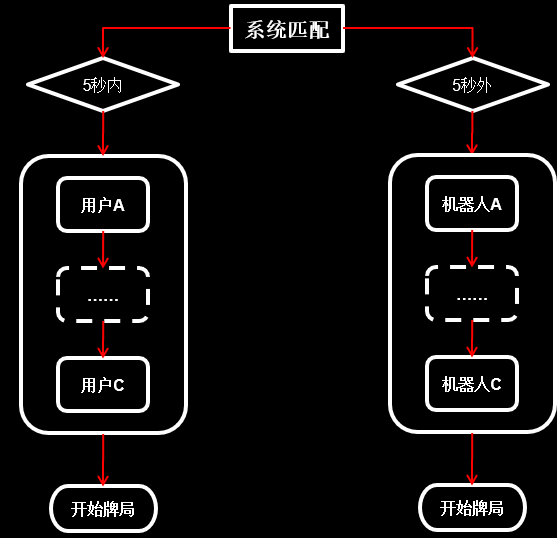 系统匹配
5秒内
5秒外
用户A
机器人A
......
......
用户C
机器人C
开始牌局
开始牌局